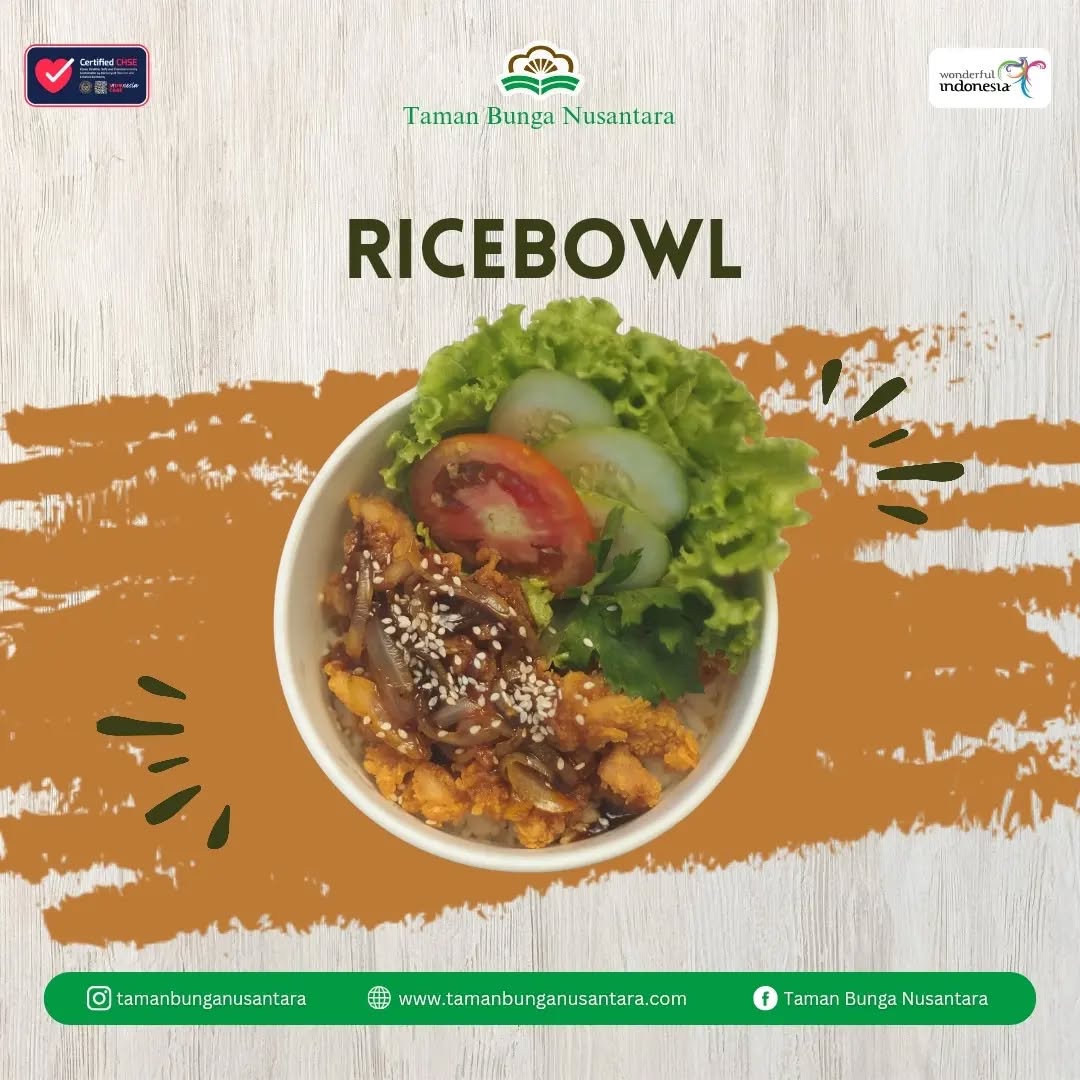 Certified CHSE
Taman Bunga Nusantara
wonderful
indonesia
RICEBOWL
tamanbunganusantara
www.tamanbunganusantara.com
Taman Bunga Nusantara